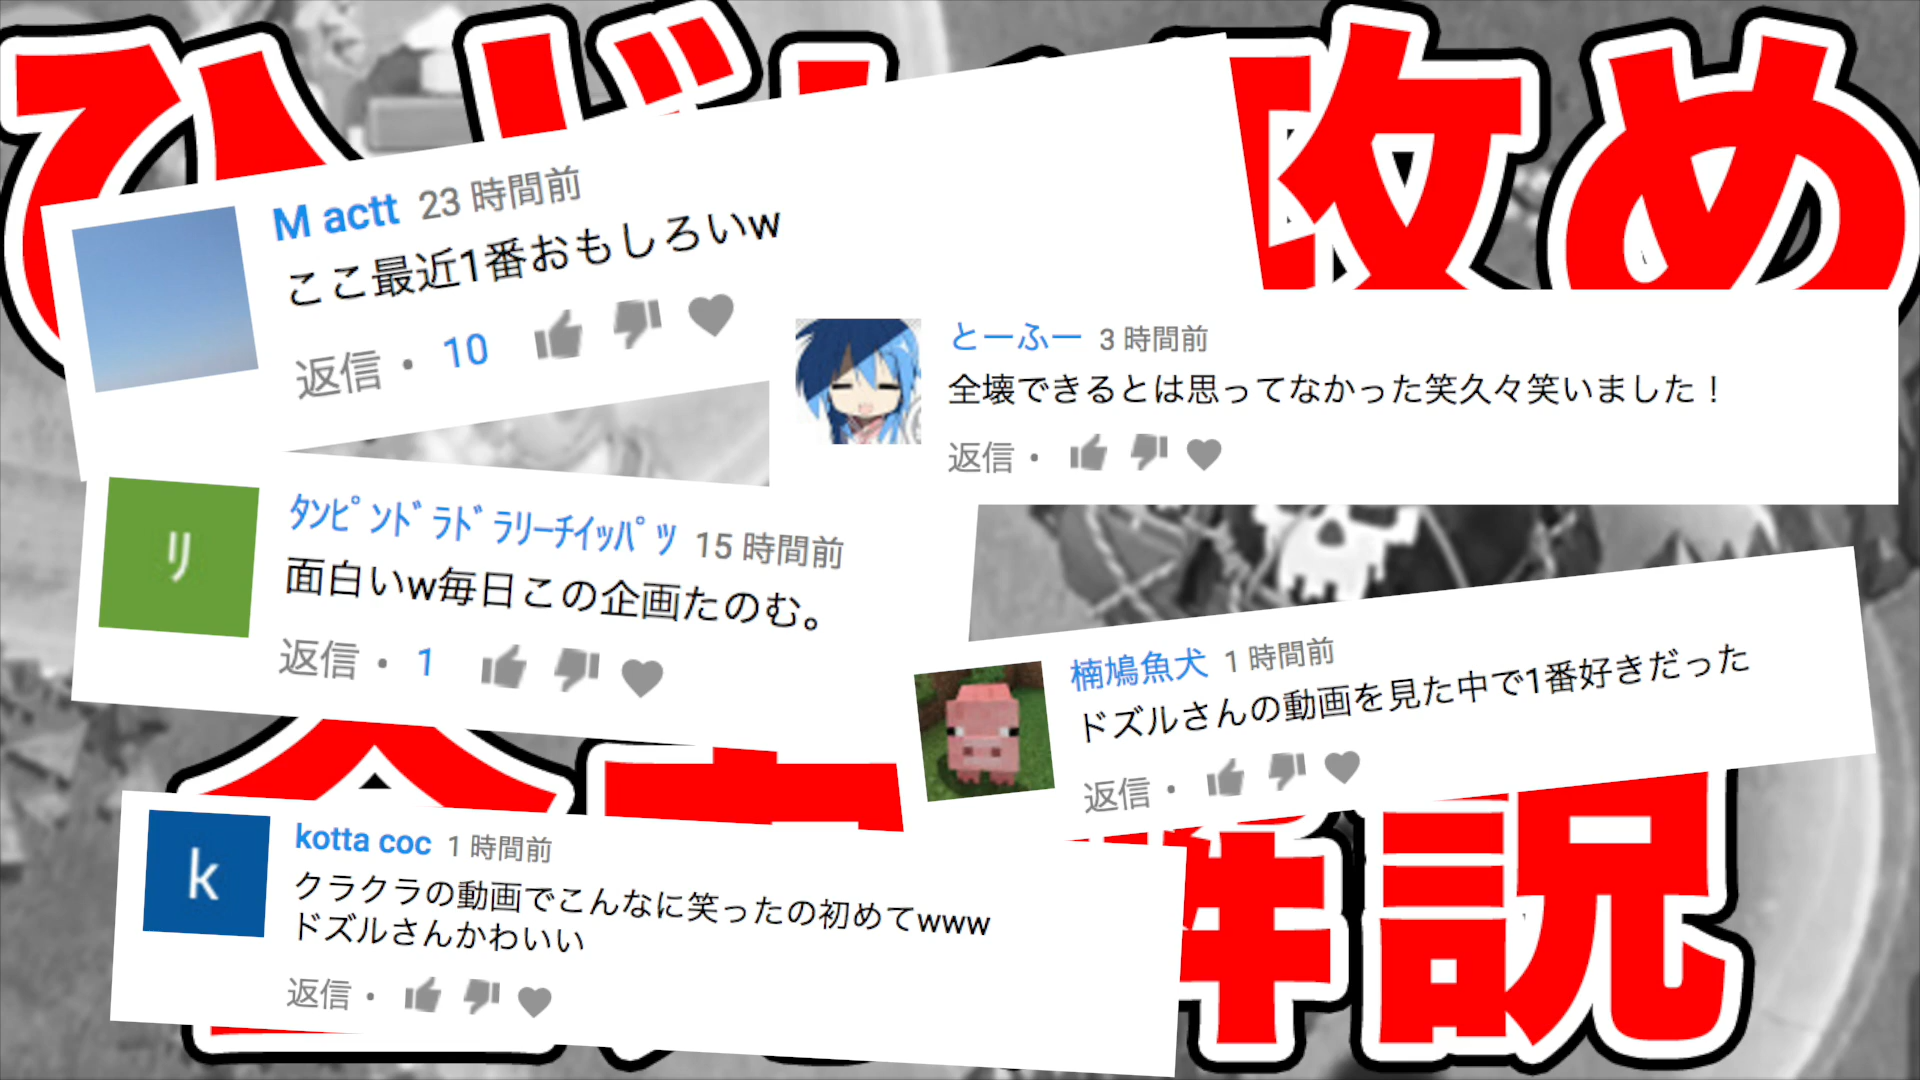 攻め
M actt 23 時間前
ここ最近1番おもしろいw
返信 • 10
とーふー 3 時間前
全壊できるとは思ってなかった笑久々笑いました！
返信 •
リ
ﾀﾝﾋﾟﾝﾄﾞﾗﾄﾞﾗﾘｰﾁｲｯﾊﾟﾂ 15 時間前
面白いw毎日この企画たのむ。
返信 • 1
楠鳩魚犬 1 時間前
ドズルさんの動画を見た中で1番好きだった
返信 •
k
kotta coc 1 時間前
クラクラの動画でこんなに笑ったの初めてwww
ドズルさんかわいい
返信 •
解説